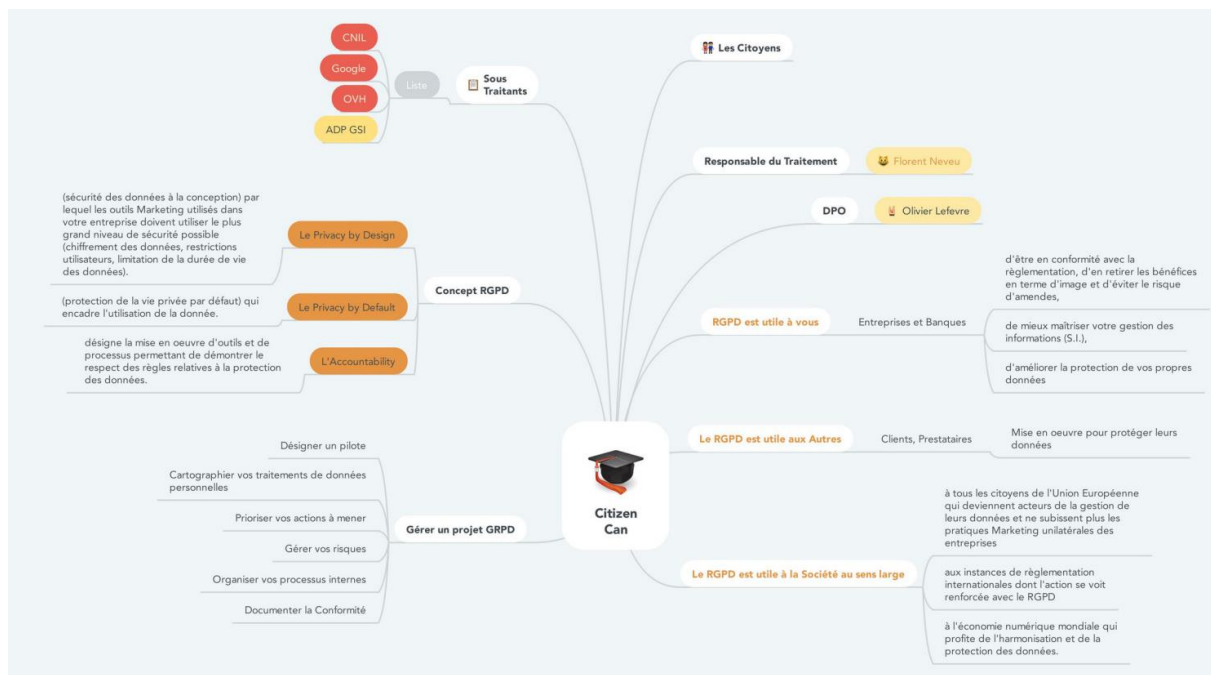 CNIL
Google
OVH
ADP GSI
Liste
Sous
Traitants
(sécurité des données à la conception) par
lequel les outils Marketing utilisés dans
votre entreprise doivent utiliser le plus
grand niveau de sécurité possible
(chiffrement des données, restrictions
utilisateurs, limitation de la durée de vie
des données).
Le Privacy by Design
(protection de la vie privée par défaut) qui
encadre l'utilisation de la donnée.
Le Privacy by Default
désigne la mise en oeuvre d'outils et de
processus permettant de démontrer le
respect des règles relatives à la protection
des données.
L'Accountability
Concept RGPD
Désigner un pilote
Cartographier vos traitements de données
personnelles
Prioriser vos actions à mener
Gérer vos risques
Organiser vos processus internes
Documenter la Conformité
Gérer un projet GRPD
Citizen
Can
Les Citoyens
Responsable du Traitement
Florent Neveu
DPO
Olivier Lefevre
RGPD est utile à vous
Entreprises et Banques
d'être en conformité avec la
règlementation, d'en retirer les bénéfices
en terme d'image et d'éviter le risque
d'amendes,
de mieux maîtriser votre gestion des
informations (S.I.),
d'améliorer la protection de vos propres
données
Le RGPD est utile aux Autres
Clients, Prestataires
Mise en oeuvre pour protéger leurs
données
Le RGPD est utile à la Société au sens large
à tous les citoyens de l'Union Européenne
qui deviennent acteurs de la gestion de
leurs données et ne subissent plus les
pratiques Marketing unilatérales des
entreprises
aux instances de règlementation
internationales dont l'action se voit
renforcée avec le RGPD
à l'économie numérique mondiale qui
profite de l'harmonisation et de la
protection des données.